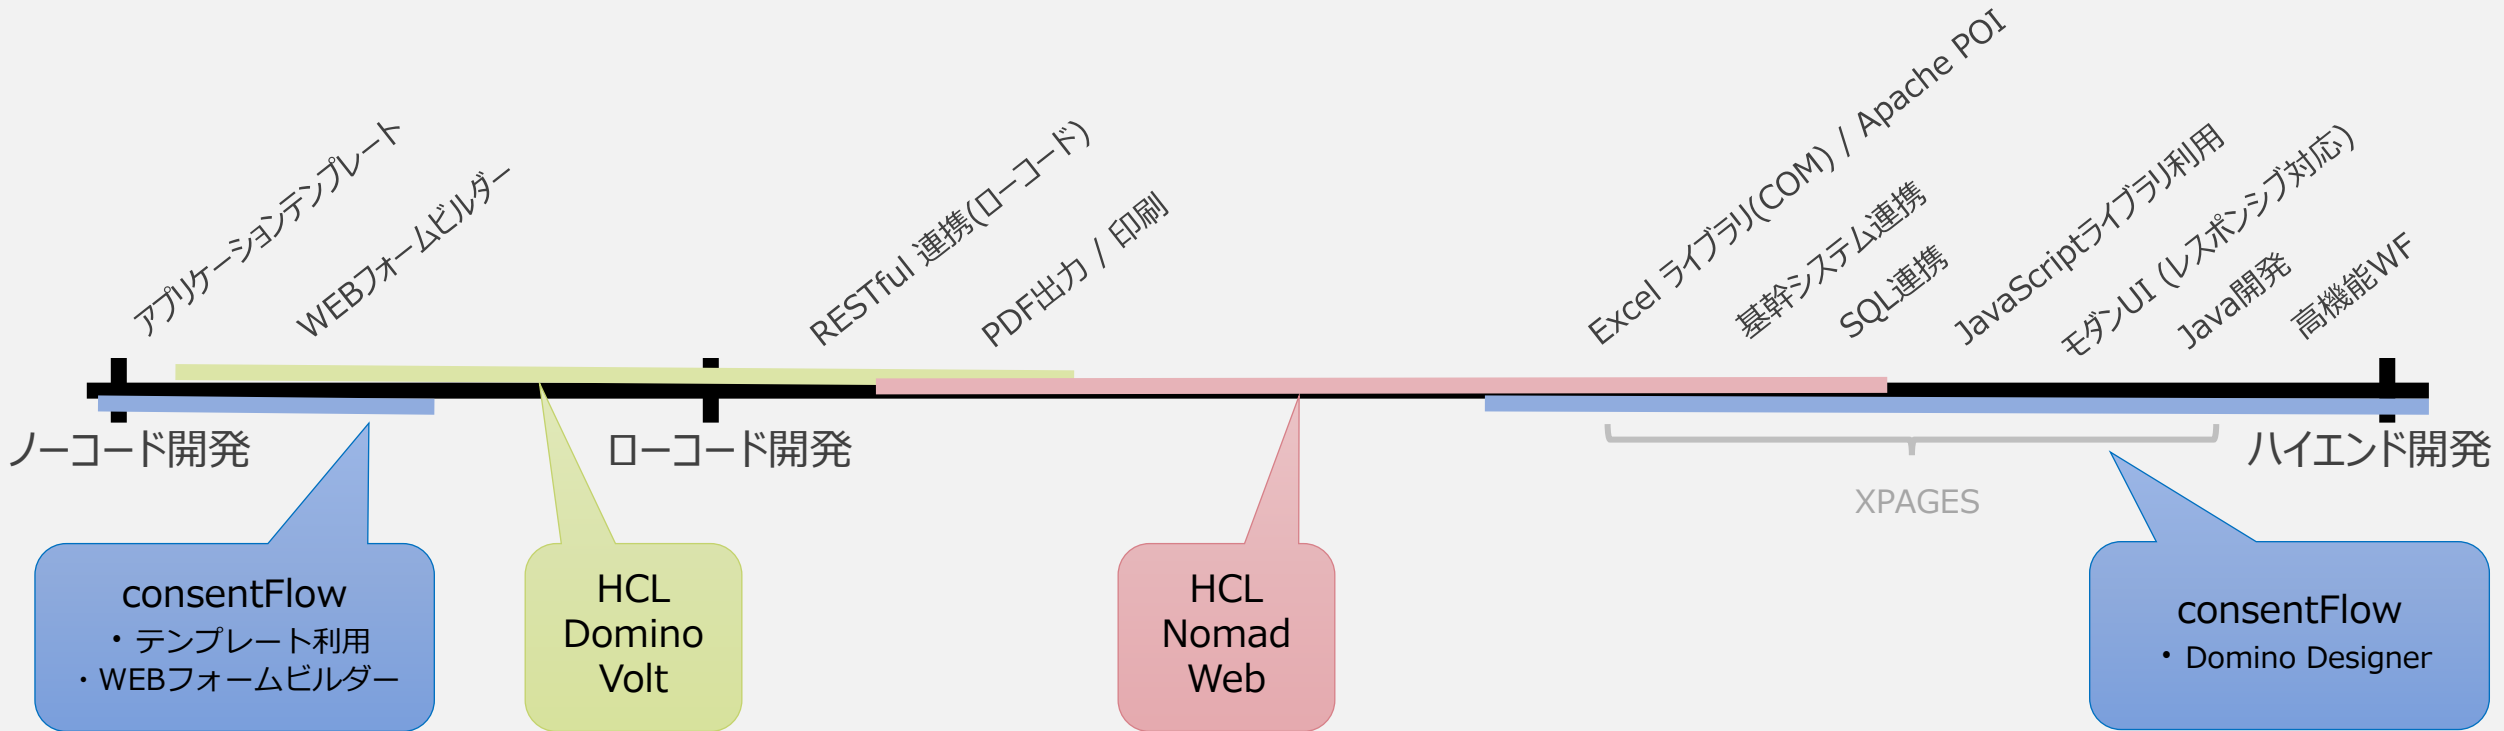 アプリケーションテンプレート
WEBフォームビルダー
RESTful 連携(ローコード)
PDF出力 / 印刷
Excel ライブラリ(COM) / Apache POI
基幹システム連携
SQL連携
JavaScriptライブラリ利用
モダンUI (レスポンシブ対応)
Java開発
高機能WF
ノーコード開発
ローコード開発
ハイエンド開発
XPAGES
consentFlow
・テンプレート利用
・WEBフォームビルダー
HCL
Domino
Volt
HCL
Nomad
Web
consentFlow
・Domino Designer